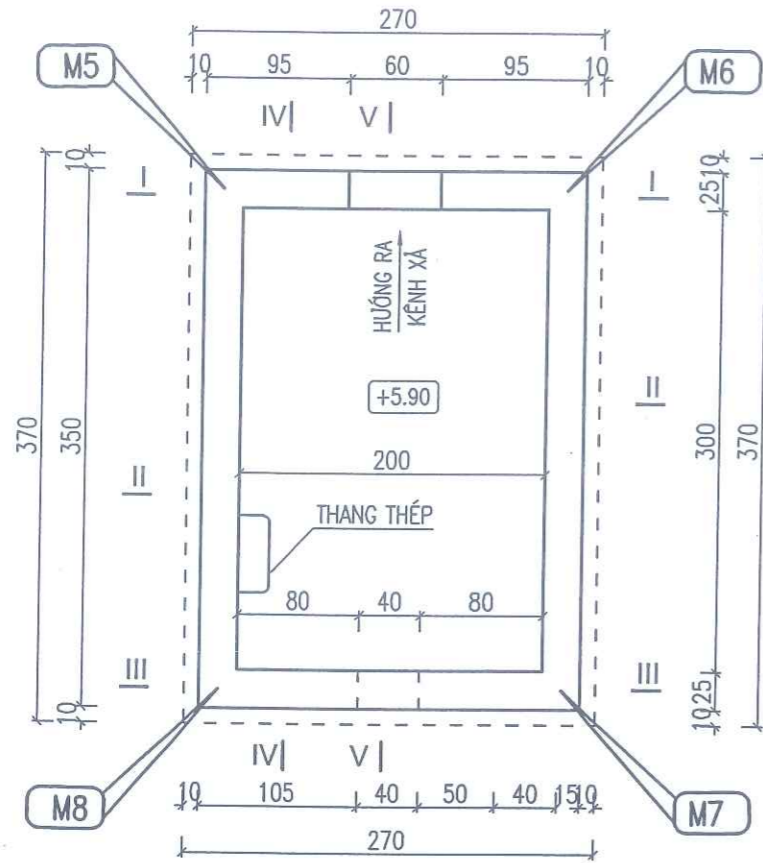 270
10 95 60 95 10
M5 M6
IV V
10 10
I I
25
HƯỚNG RA
KÊNH XẢ
+5.90
II
370 350 300 370
200
II
THANG THÉP
80 40 80
III III
25
10 10
IV V
10 105 40 50 40 15 10
M8 M7
270